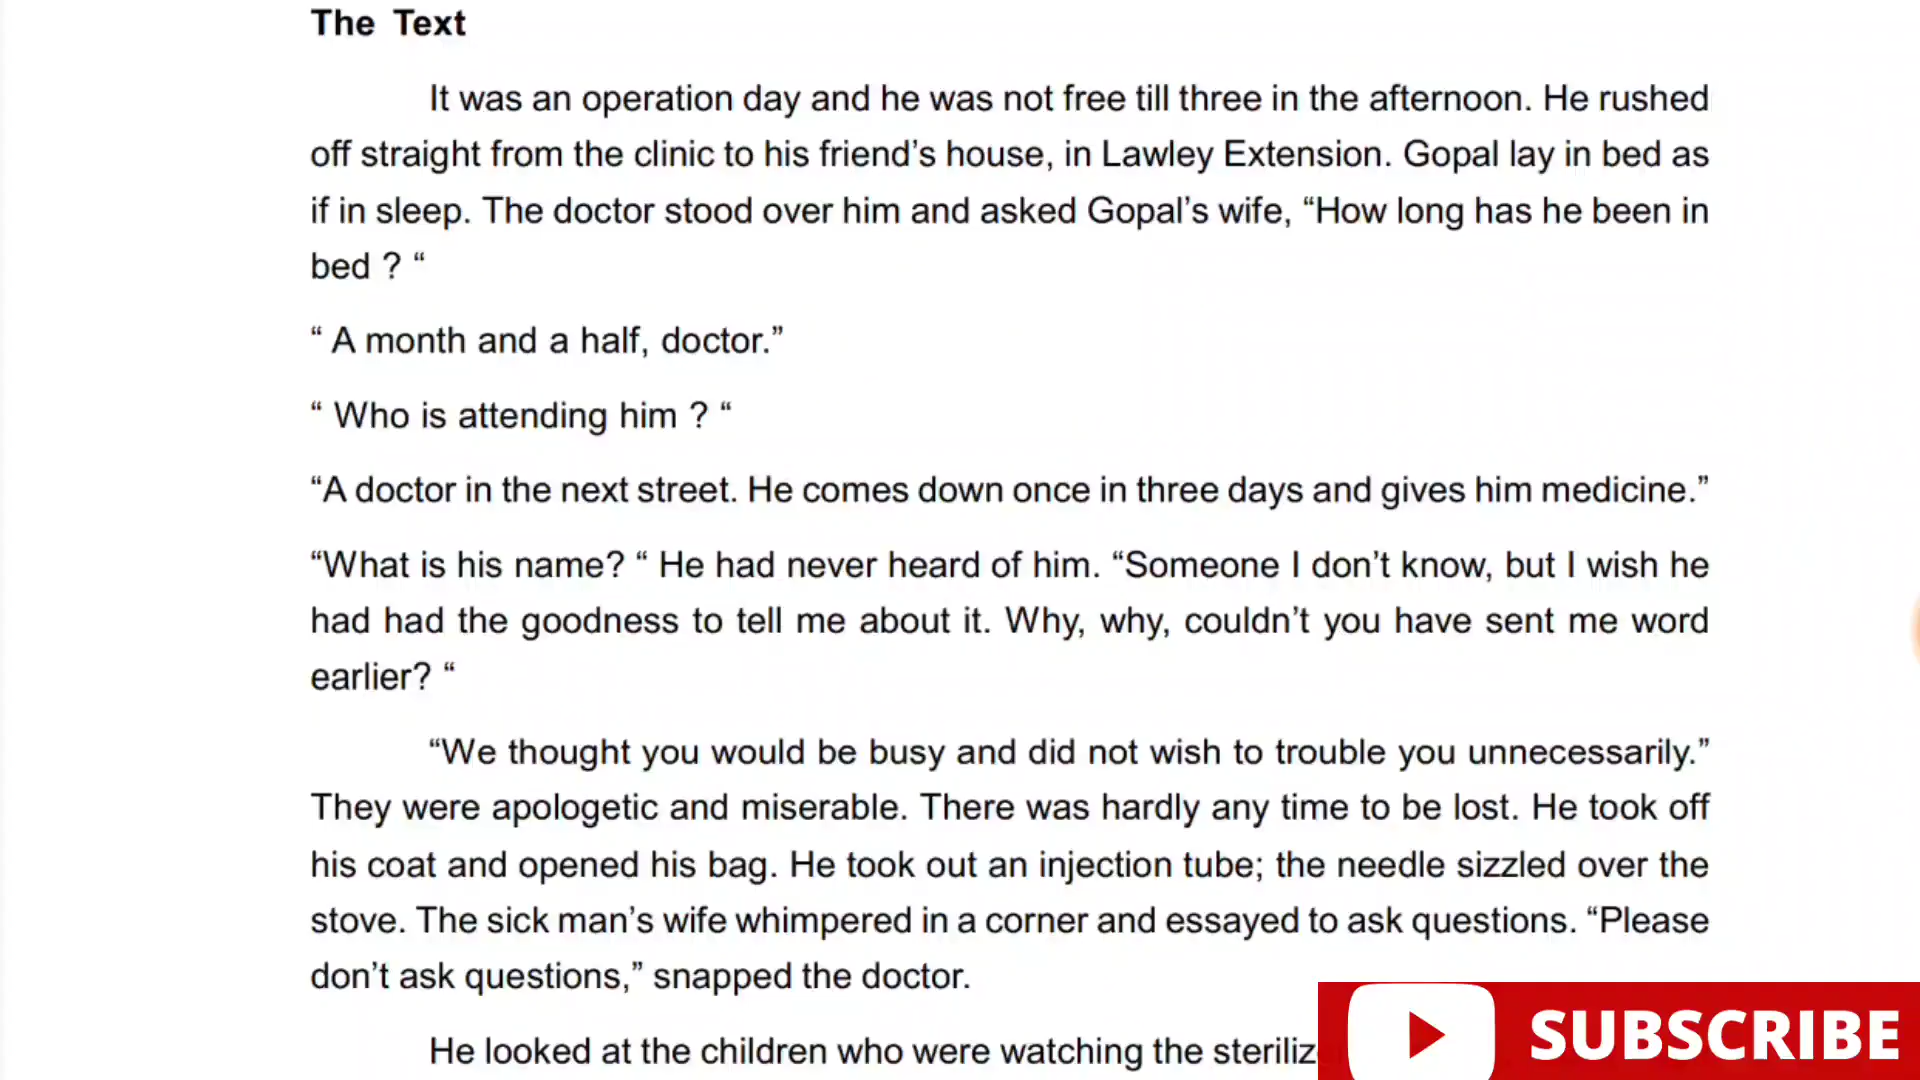 The Text
It was an operation day and he was not free till three in the afternoon. He rushed
off straight from the clinic to his friend’s house, in Lawley Extension. Gopal lay in bed as
if in sleep. The doctor stood over him and asked Gopal’s wife, “How long has he been in
bed ? “
“ A month and a half, doctor.”
“ Who is attending him ? “
“A doctor in the next street. He comes down once in three days and gives him medicine.”
“What is his name? “ He had never heard of him. “Someone I don’t know, but I wish he
had had the goodness to tell me about it. Why, why, couldn’t you have sent me word
earlier? “
“We thought you would be busy and did not wish to trouble you unnecessarily.”
They were apologetic and miserable. There was hardly any time to be lost. He took off
his coat and opened his bag. He took out an injection tube; the needle sizzled over the
stove. The sick man’s wife whimpered in a corner and essayed to ask questions. “Please
don’t ask questions,” snapped the doctor.
He looked at the children who were watching the
SUBSCRIBE